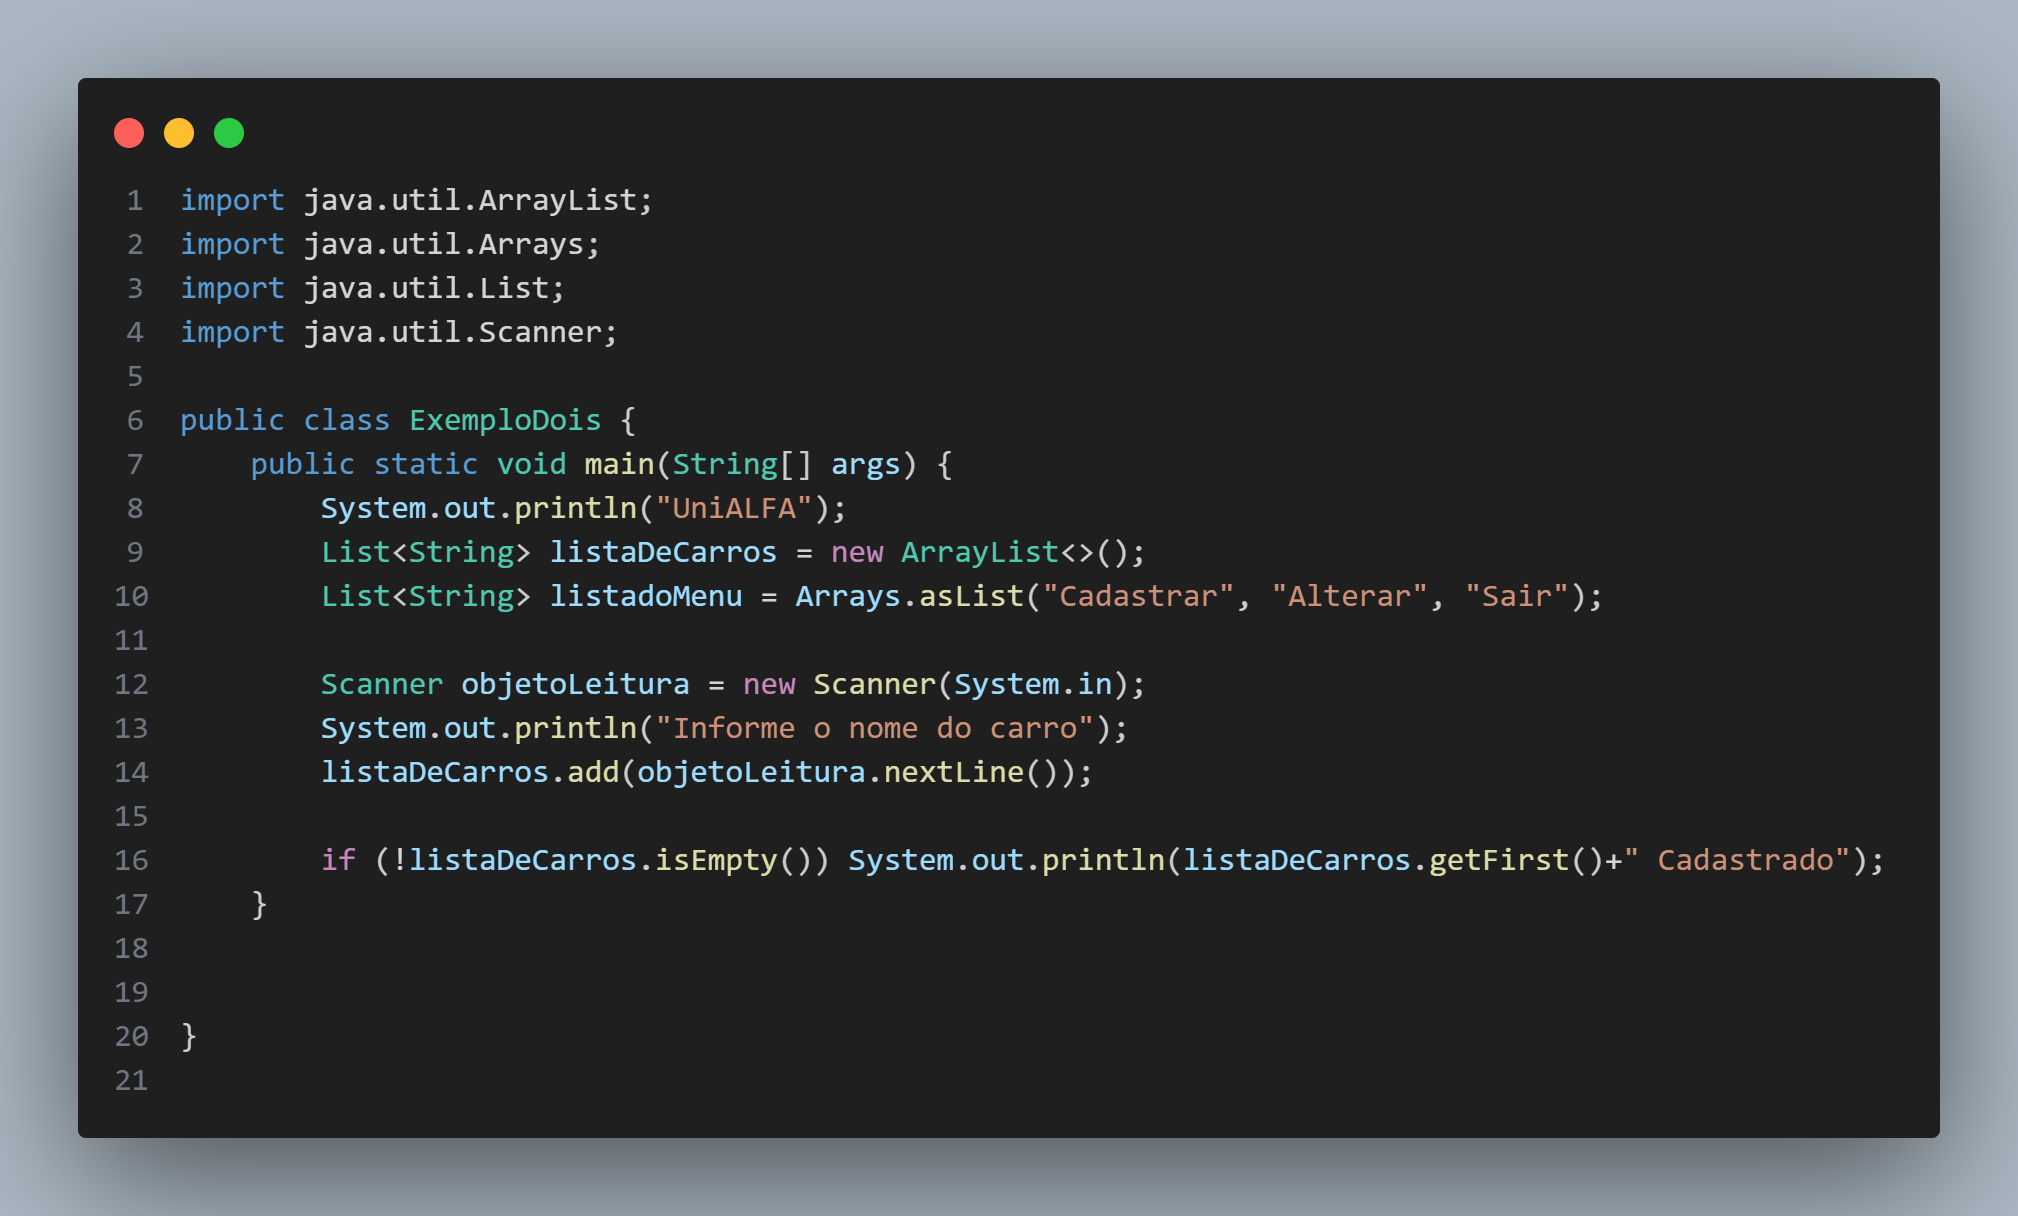 1 import java.util.ArrayList;
2 import java.util.Arrays;
3 import java.util.List;
4 import java.util.Scanner;
5
6 public class ExemploDois {
7     public static void main(String[] args) {
8         System.out.println("UniALFA");
9         List<String> listaDeCarros = new ArrayList<>();
10         List<String> listadoMenu = Arrays.asList("Cadastrar", "Alterar", "Sair");
11
12         Scanner objetoLeitura = new Scanner(System.in);
13         System.out.println("Informe o nome do carro");
14         listaDeCarros.add(objetoLeitura.nextLine());
15
16         if (!listaDeCarros.isEmpty()) System.out.println(listaDeCarros.getFirst()+" Cadastrado");
17     }
18
19
20 }
21